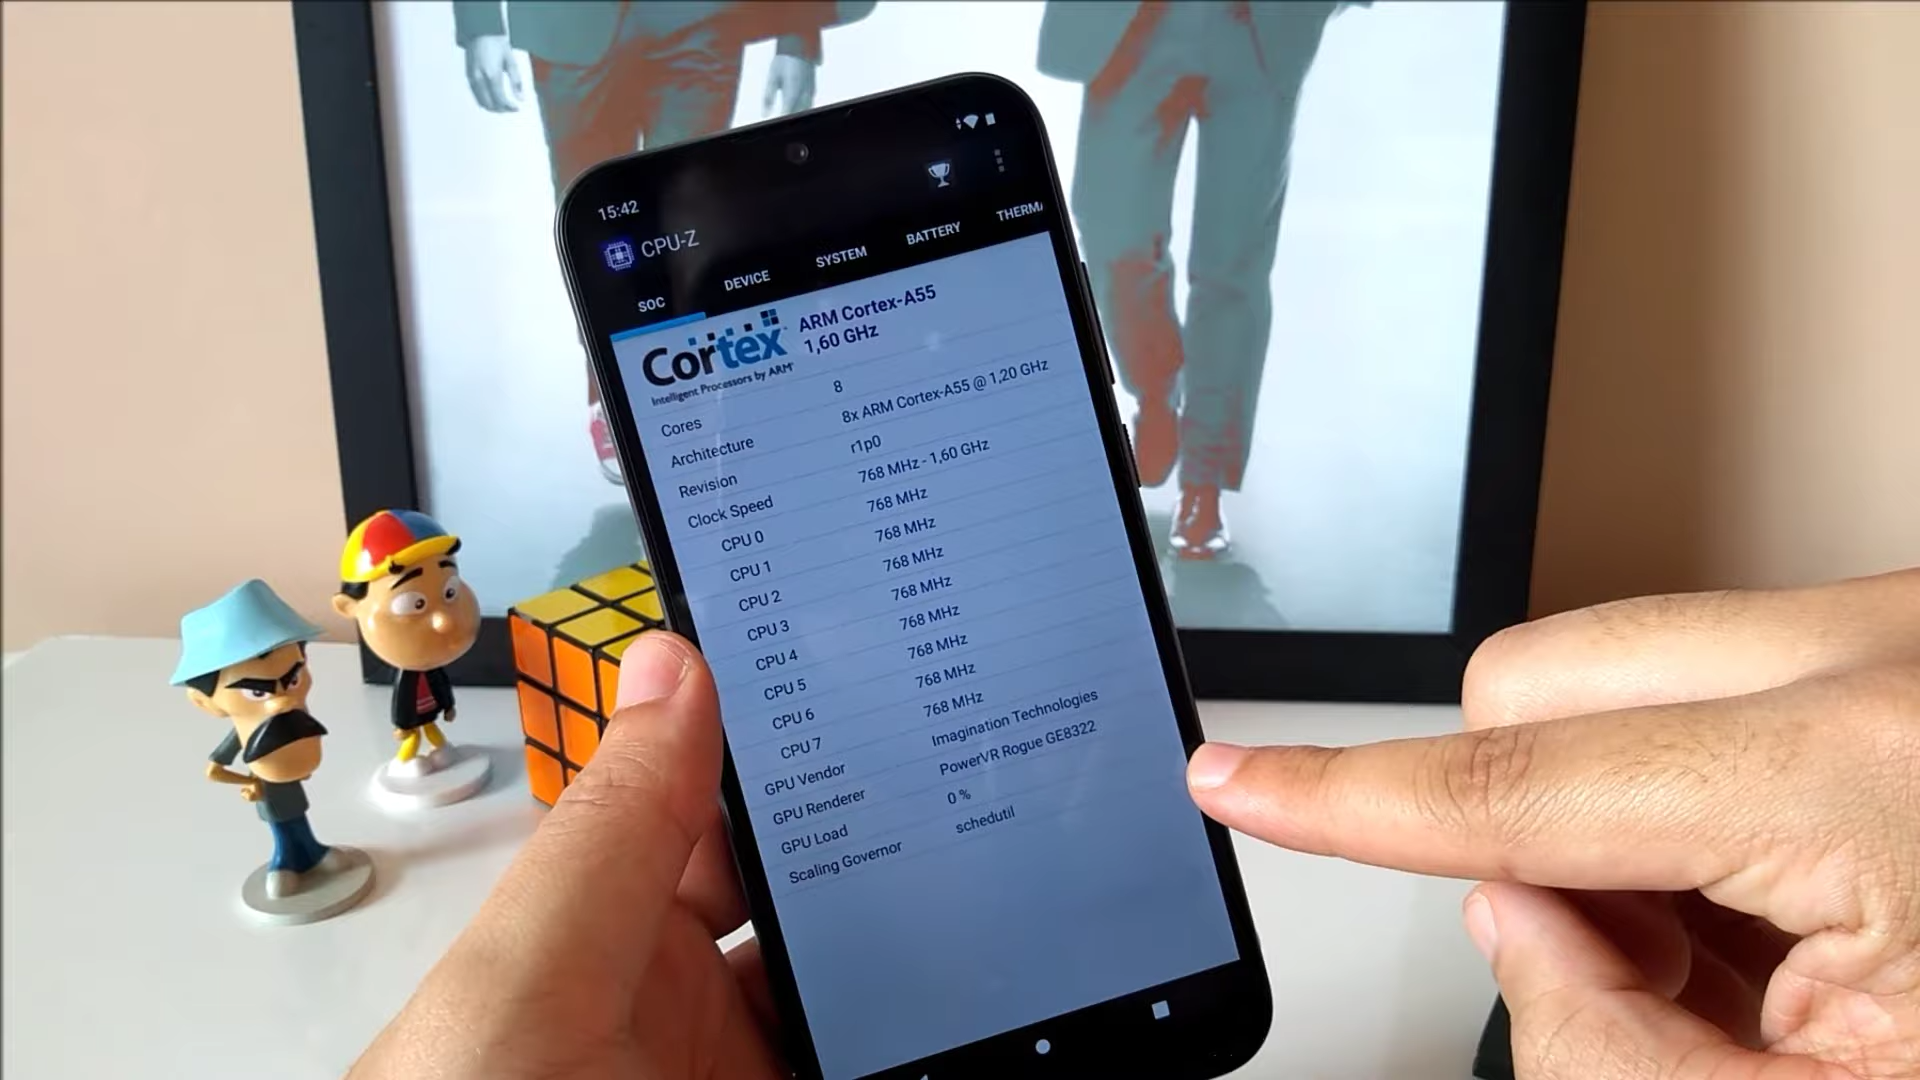 15:42
CPU-Z
SOC DEVICE SYSTEM BATTERY THERMA
Cortex
Intelligent Processors by ARM
ARM Cortex-A55
1,60 GHz
Cores 8
Architecture 8x ARM Cortex-A55 @ 1,20 GHz
Revision r1p0
Clock Speed 768 MHz - 1,60 GHz
CPU 0 768 MHz
CPU 1 768 MHz
CPU 2 768 MHz
CPU 3 768 MHz
CPU 4 768 MHz
CPU 5 768 MHz
CPU 6 768 MHz
CPU 7 768 MHz
GPU Vendor Imagination Technologies
GPU Renderer PowerVR Rogue GE8322
GPU Load 0 %
Scaling Governor schedutil